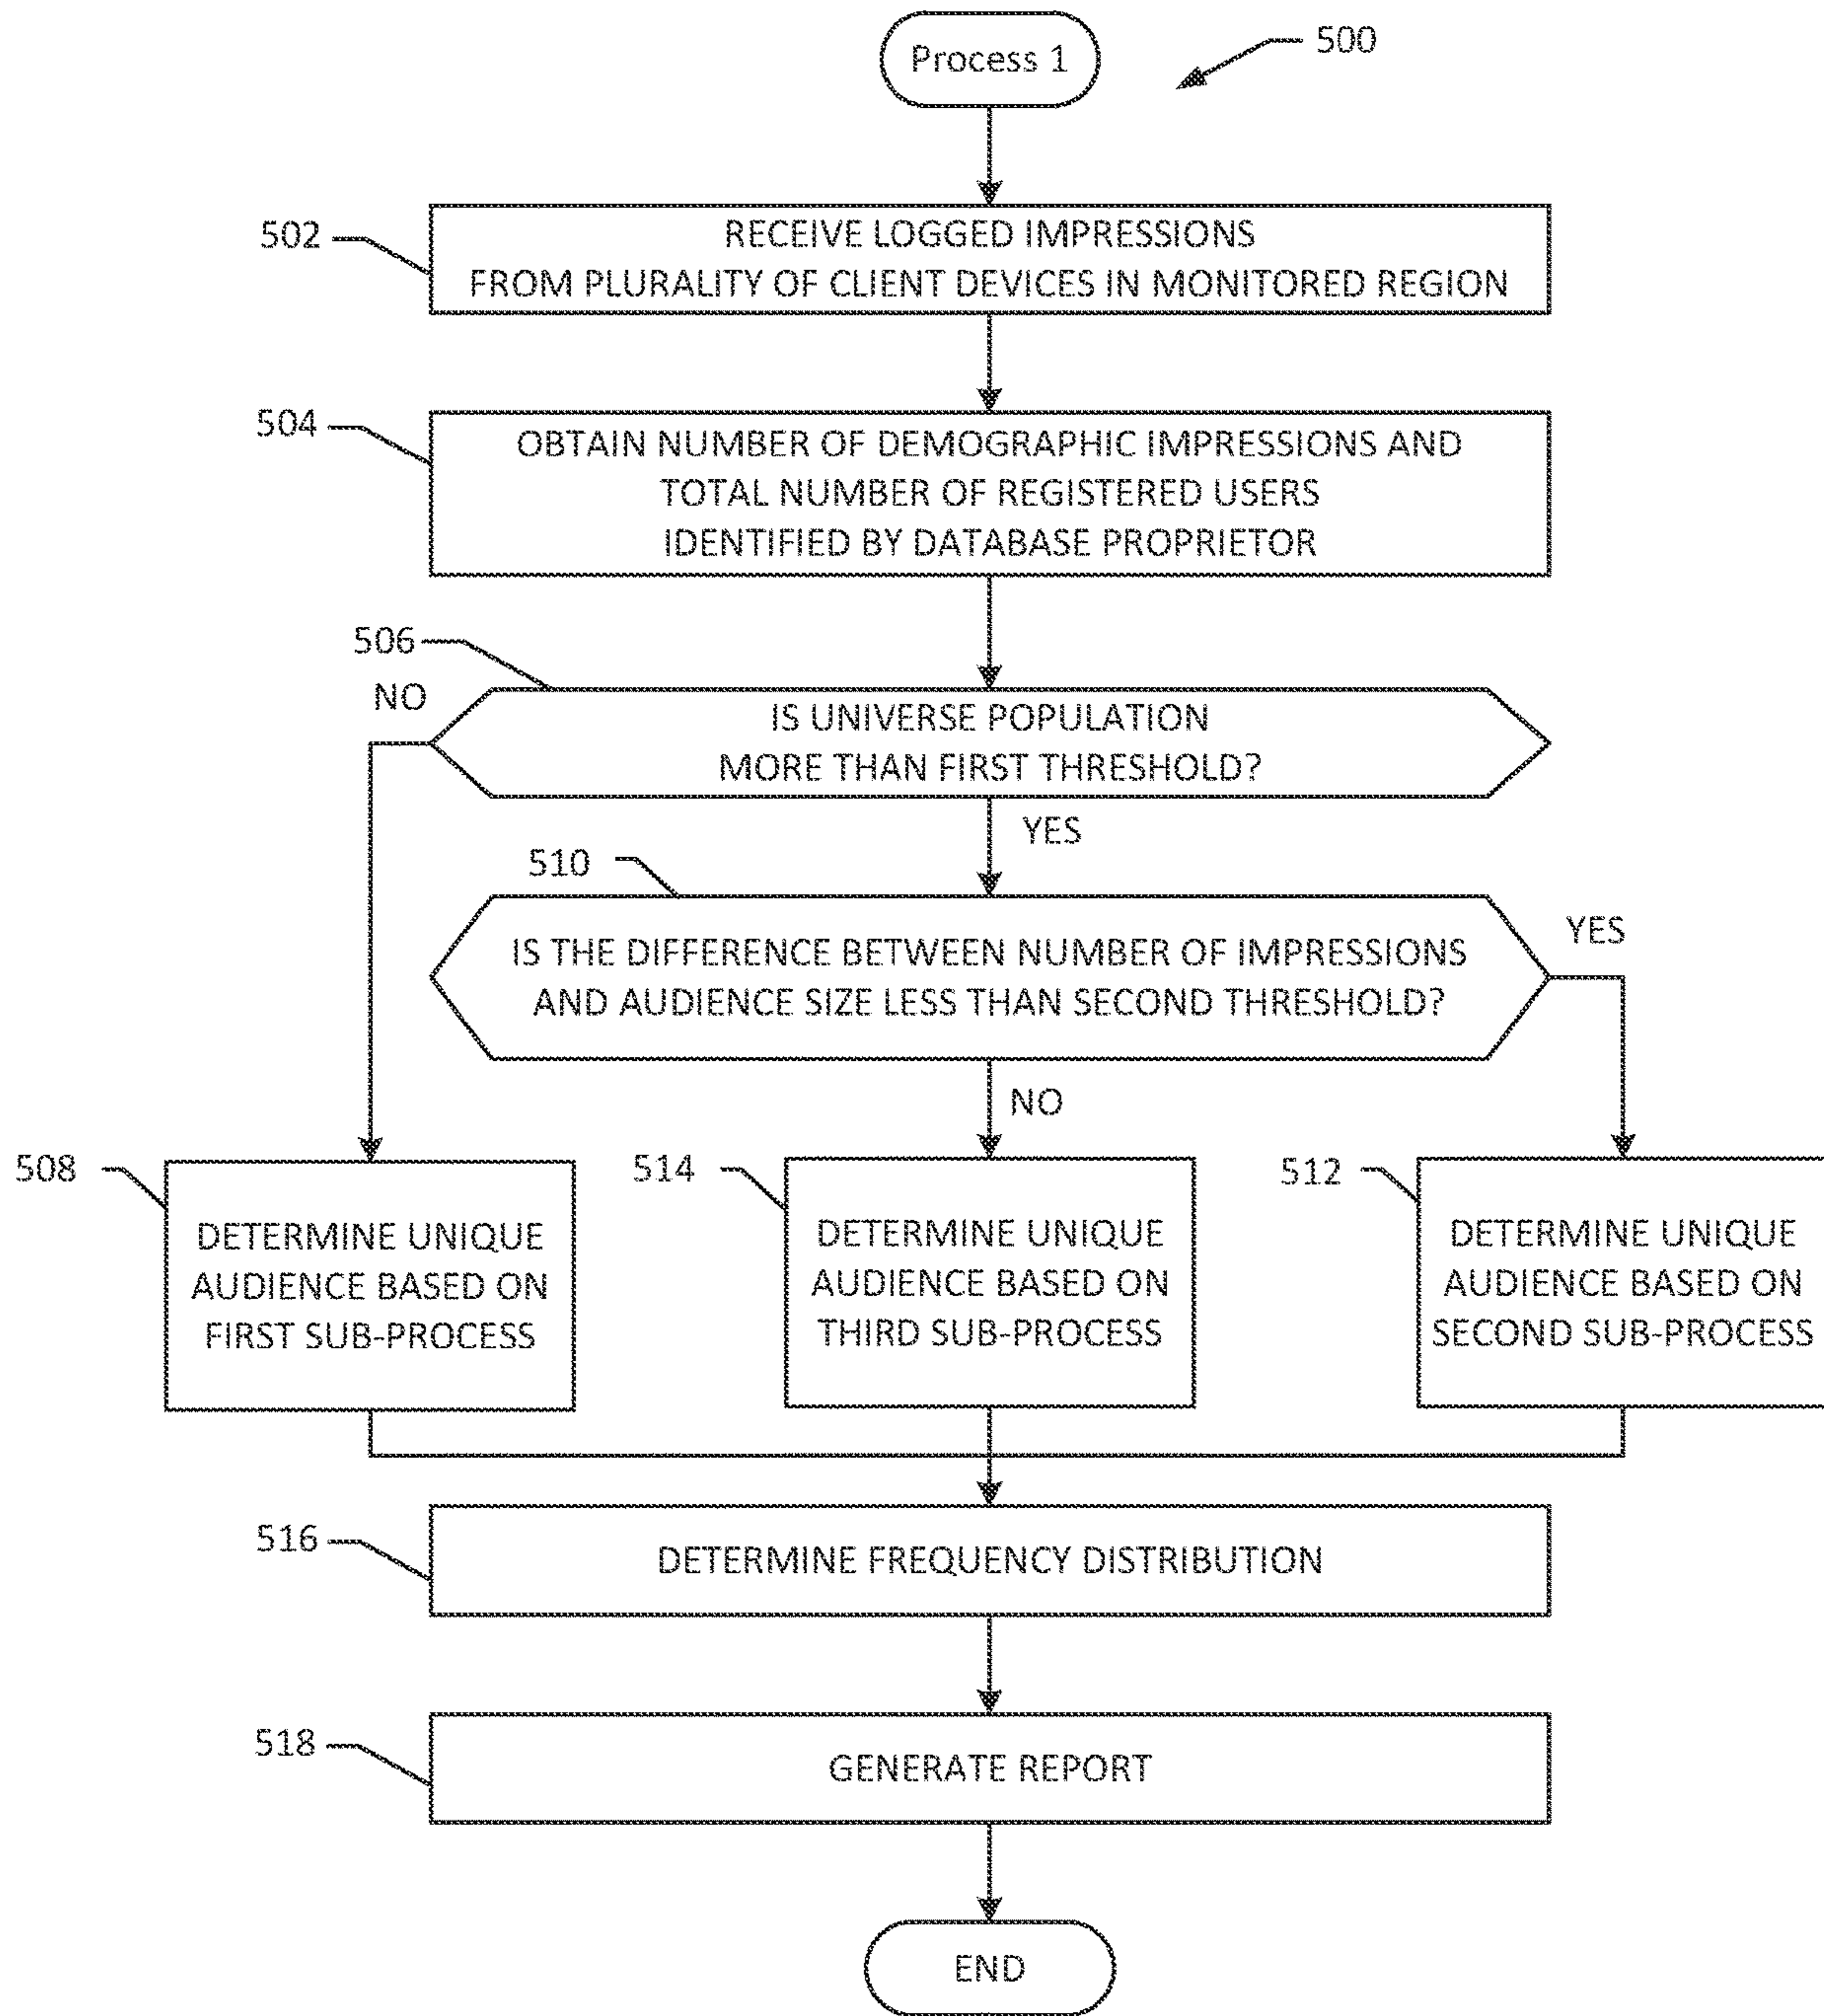 Process 1
500
502
RECEIVE LOGGED IMPRESSIONS
FROM PLURALITY OF CLIENT DEVICES IN MONITORED REGION
504
OBTAIN NUMBER OF DEMOGRAPHIC IMPRESSIONS AND
TOTAL NUMBER OF REGISTERED USERS
IDENTIFIED BY DATABASE PROPRIETOR
506
NO
IS UNIVERSE POPULATION
MORE THAN FIRST THRESHOLD?
YES
510
IS THE DIFFERENCE BETWEEN NUMBER OF IMPRESSIONS
AND AUDIENCE SIZE LESS THAN SECOND THRESHOLD?
YES
NO
508
DETERMINE UNIQUE
AUDIENCE BASED ON
FIRST SUB-PROCESS
514
DETERMINE UNIQUE
AUDIENCE BASED ON
THIRD SUB-PROCESS
512
DETERMINE UNIQUE
AUDIENCE BASED ON
SECOND SUB-PROCESS
516
DETERMINE FREQUENCY DISTRIBUTION
518
GENERATE REPORT
END